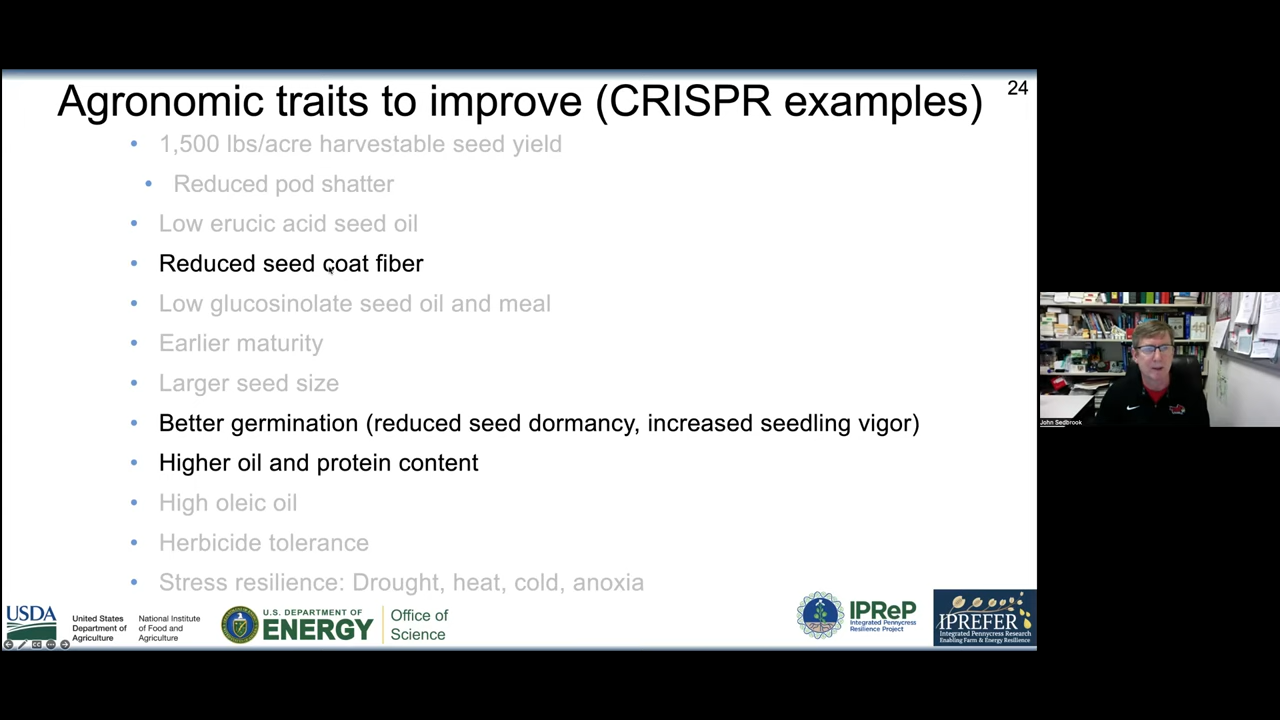 Agronomic traits to improve (CRISPR examples)
24
• 1,500 lbs/acre harvestable seed yield
• Reduced pod shatter
• Low erucic acid seed oil
• Reduced seed coat fiber
• Low glucosinolate seed oil and meal
• Earlier maturity
• Larger seed size
• Better germination (reduced seed dormancy, increased seedling vigor)
• Higher oil and protein content
• High oleic oil
• Herbicide tolerance
• Stress resilience: Drought, heat, cold, anoxia
USDA
United States
Department of
Agriculture
National Institute
of Food and
Agriculture
U.S. DEPARTMENT OF
ENERGY
Office of
Science
IPReP
Integrated Pennycress
Resilience Project
IPREFER
Integrated Pennycress Research
Enabling Farm & Energy Resilience
John Sedbrook